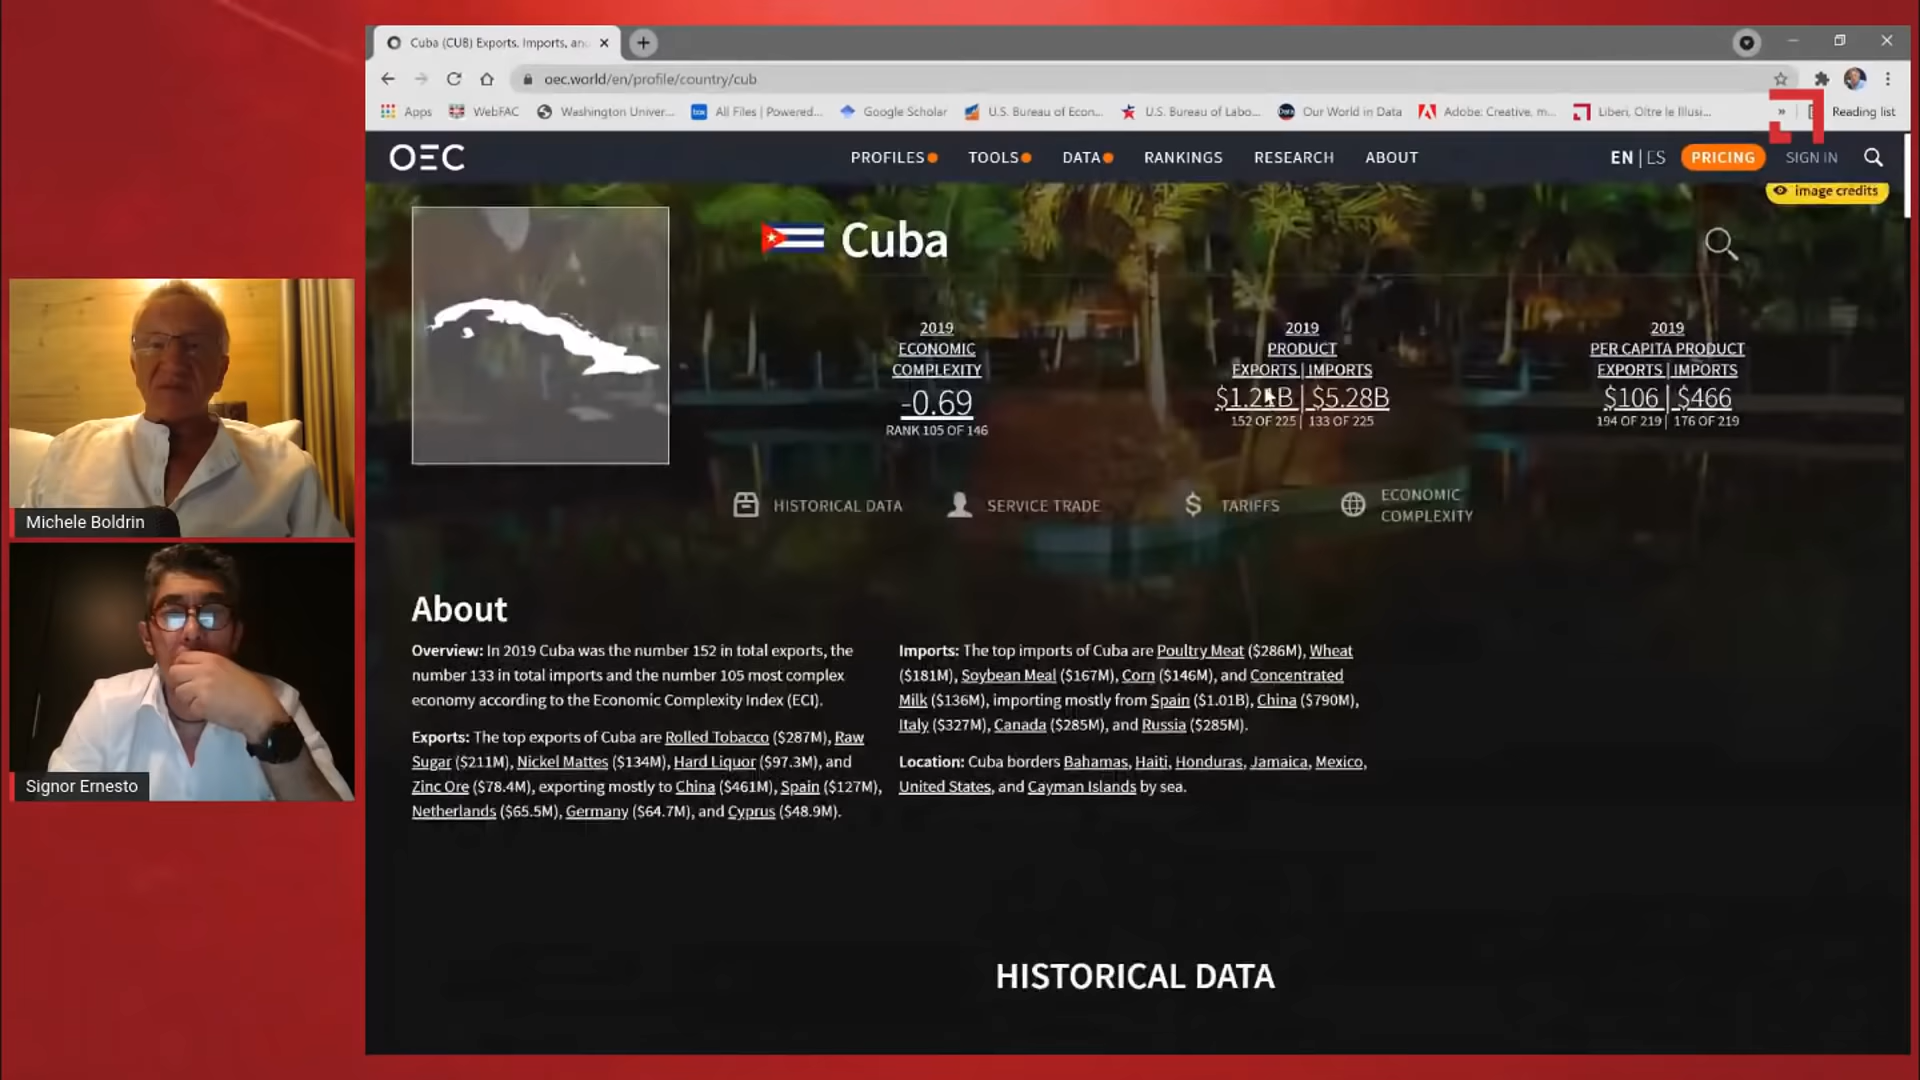 Cuba (CUB) Exports, Imports, an
oec.world/en/profile/country/cub
Apps WebFAC Washington Univer... All Files | Powered... Google Scholar U.S. Bureau of Econ... U.S. Bureau of Labo... Our World in Data Adobe: Creative, m... Liberi, Oltre le Illusi... » Reading list
OEC PROFILES TOOLS DATA RANKINGS RESEARCH ABOUT EN | ES PRICING SIGN IN
image credits
Cuba
2019
ECONOMIC
COMPLEXITY
-0.69
RANK 105 OF 146
2019
PRODUCT
EXPORTS | IMPORTS
$1.21B | $5.28B
152 OF 225 | 133 OF 225
2019
PER CAPITA PRODUCT
EXPORTS | IMPORTS
$106 | $466
194 OF 219 | 176 OF 219
HISTORICAL DATA
SERVICE TRADE
TARIFFS
ECONOMIC
COMPLEXITY
About
Overview: In 2019 Cuba was the number 152 in total exports, the
number 133 in total imports and the number 105 most complex
economy according to the Economic Complexity Index (ECI).
Exports: The top exports of Cuba are Rolled Tobacco ($287M), Raw
Sugar ($211M), Nickel Mattes ($134M), Hard Liquor ($97.3M), and
Zinc Ore ($78.4M), exporting mostly to China ($461M), Spain ($127M),
Netherlands ($65.5M), Germany ($64.7M), and Cyprus ($48.9M).
Imports: The top imports of Cuba are Poultry Meat ($286M), Wheat
($181M), Soybean Meal ($167M), Corn ($146M), and Concentrated
Milk ($136M), importing mostly from Spain ($1.01B), China ($790M),
Italy ($327M), Canada ($285M), and Russia ($285M).
Location: Cuba borders Bahamas, Haiti, Honduras, Jamaica, Mexico,
United States, and Cayman Islands by sea.
HISTORICAL DATA
Michele Boldrin
Signor Ernesto